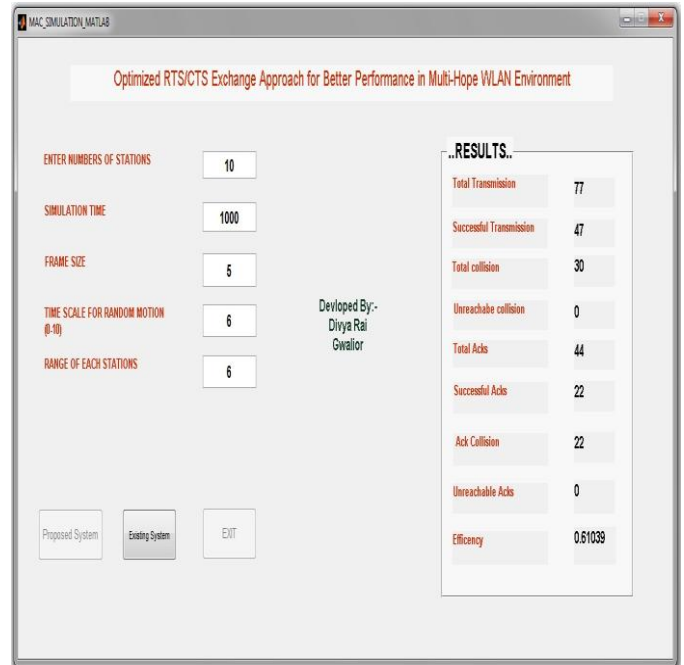 MAC_SIMULATION_MATLAB
Optimized RTS/CTS Exchange Approach for Better Performance in Multi-Hope WLAN Environment
ENTER NUMBERS OF STATIONS
10
SIMULATION TIME
1000
FRAME SIZE
5
TIME SCALE FOR RANDOM MOTION
(0-10)
6
RANGE OF EACH STATIONS
6
Devloped By:-
Divya Rai
Gwalior
Proposed System
Existing System
EXIT
..RESULTS..
Total Transmission
77
Successful Transmission
47
Total collision
30
Unreachabe collision
0
Total Acks
44
Successful Acks
22
Ack Collision
22
Unreachable Acks
0
Efficency
0.61039